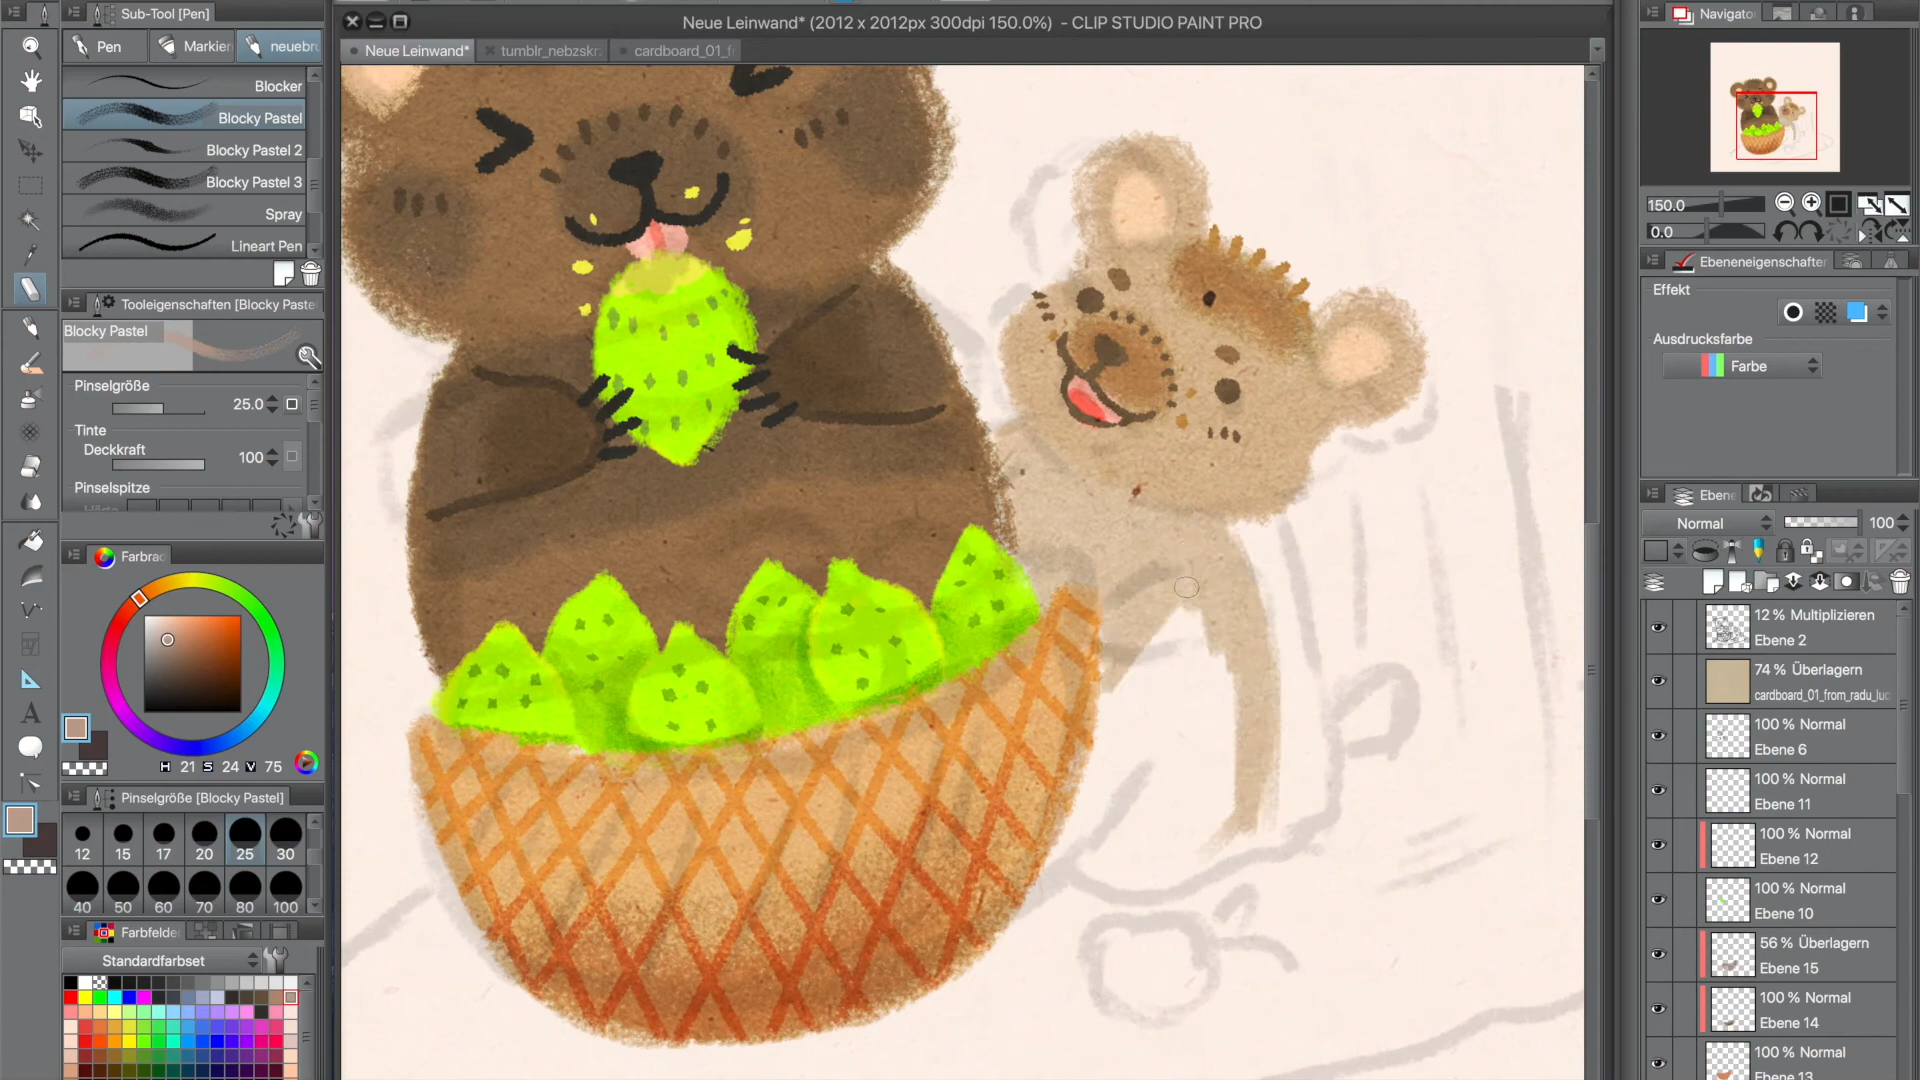 Neue Leinwand* (2012 x 2012px 300dpi 150.0%) - CLIP STUDIO PAINT PRO
Neue Leinwand*
tumblr_nebzskr
cardboard_01_f
Sub-Tool [Pen]
Pen
Markier
neuebru
Blocker
Blocky Pastel
Blocky Pastel 2
Blocky Pastel 3
Spray
Lineart Pen
Tooleigenschaften [Blocky Paste
Blocky Pastel
Pinselgröße
25.0
Tinte
Deckkraft
100
Pinselspitze
Farbrad
H 21 S 24 V 75
Pinselgröße [Blocky Pastel]
12 15 17 20 25 30
40 50 60 70 80 100
Farbfelder
Standardfarbset
Navigator
150.0
0.0
Ebeneneigenschafter
Effekt
Ausdrucksfarbe
Farbe
Ebene
Normal
100
12 % Multiplizieren
Ebene 2
74 % Überlagern
cardboard_01_from_radu_luc
100 % Normal
Ebene 6
100 % Normal
Ebene 11
100 % Normal
Ebene 12
100 % Normal
Ebene 10
56 % Überlagern
Ebene 15
100 % Normal
Ebene 14
100 % Normal
Ebene 13